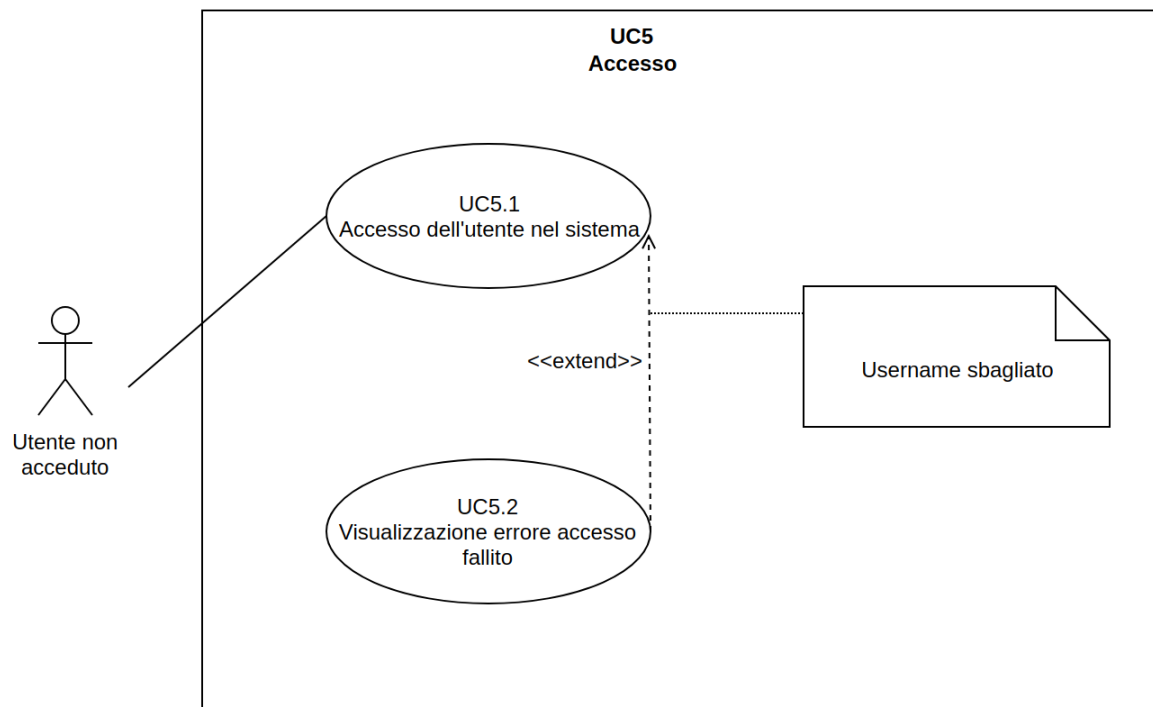 UC5
Accesso
UC5.1
Accesso dell'utente nel sistema
<<extend>>
Username sbagliato
Utente non
acceduto
UC5.2
Visualizzazione errore accesso
fallito